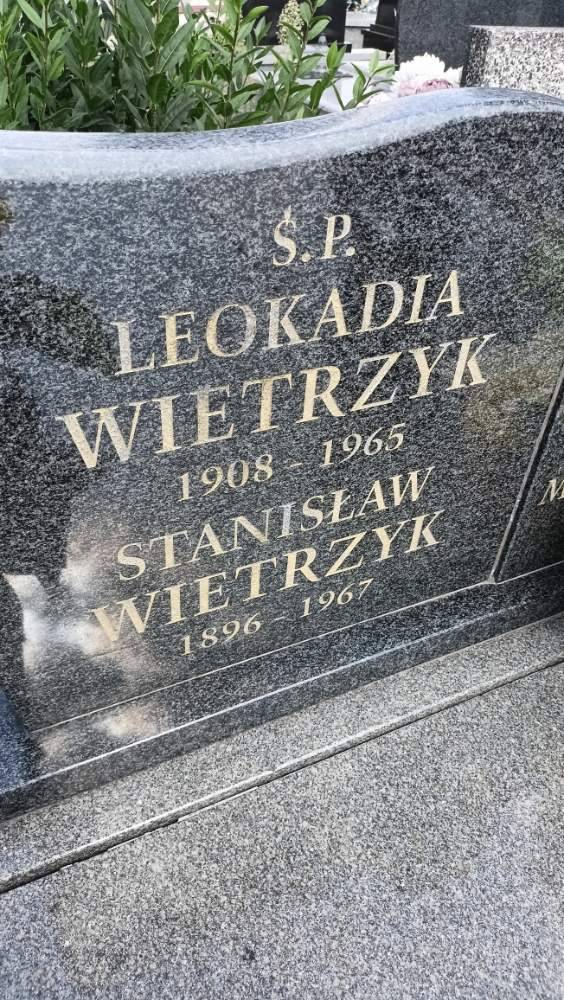 Ś.P.
LEOKADIA
WIETRZYK
1908 - 1965
STANISŁAW
WIETRZYK
1896 - 1967
M